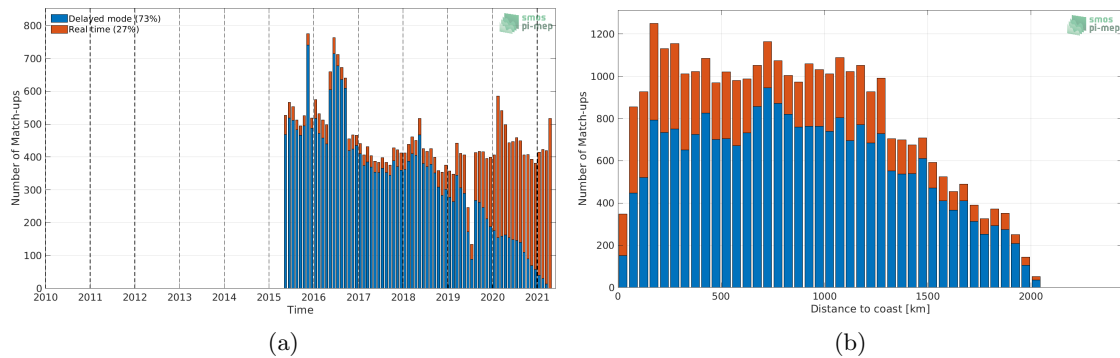 Delayed mode (73%)
Real time (27%)
smos
pi-mep
Number of Match-ups
800
700
600
500
400
300
200
100
0
2010 2011 2012 2013 2014 2015 2016 2017 2018 2019 2020 2021
Time
(a)
smos
pi-mep
Number of Match-ups
1200
1000
800
600
400
200
0
0 500 1000 1500 2000
Distance to coast [km]
(b)